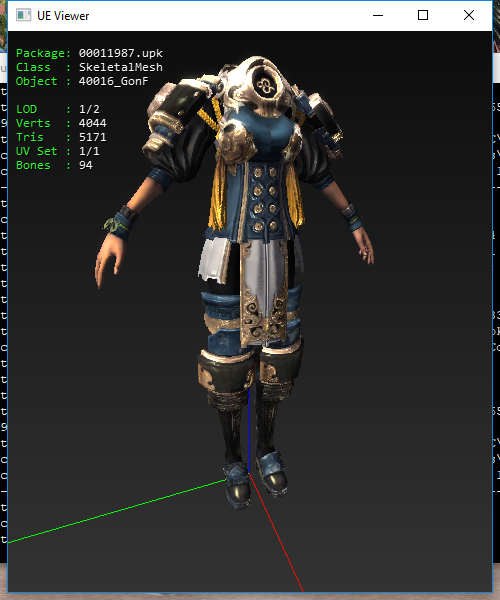 UE Viewer
Package: 00011987.upk
Class : SkeletalMesh
Object : 40016_GonF
LOD : 1/2
Verts : 4044
Tris : 5171
UV Set : 1/1
Bones : 94